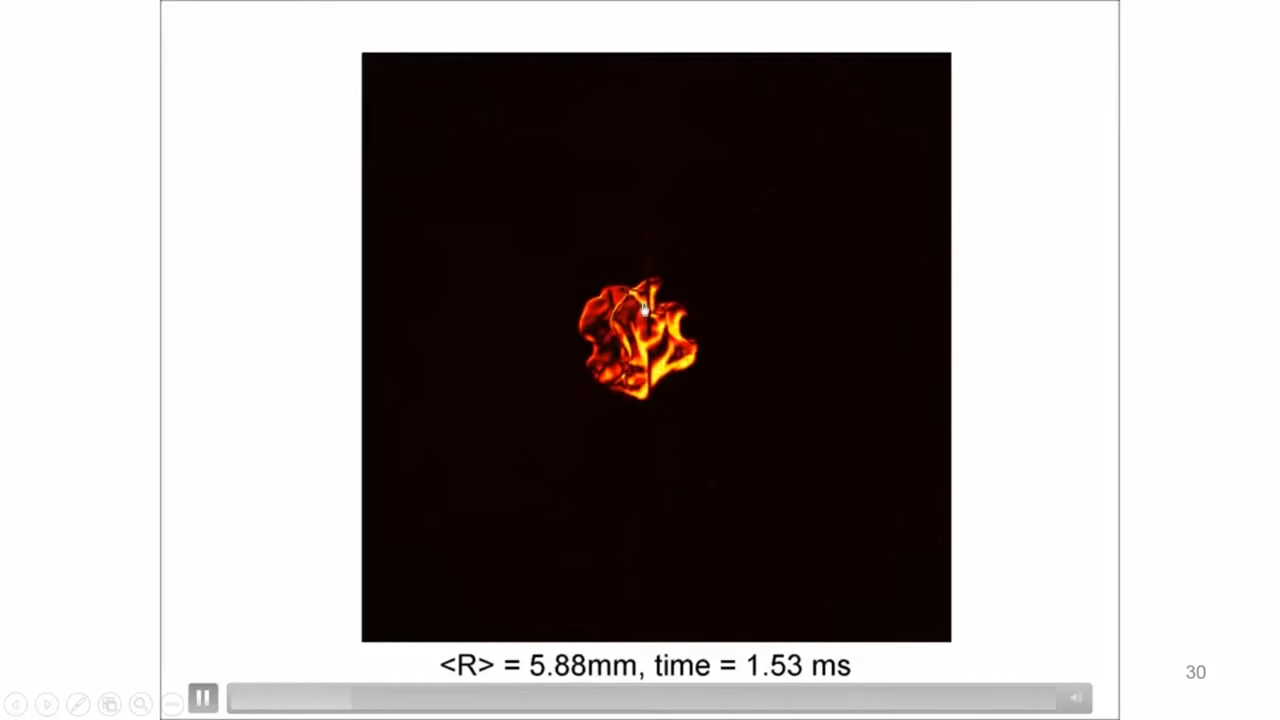 <R> = 5.88mm, time = 1.53 ms
30